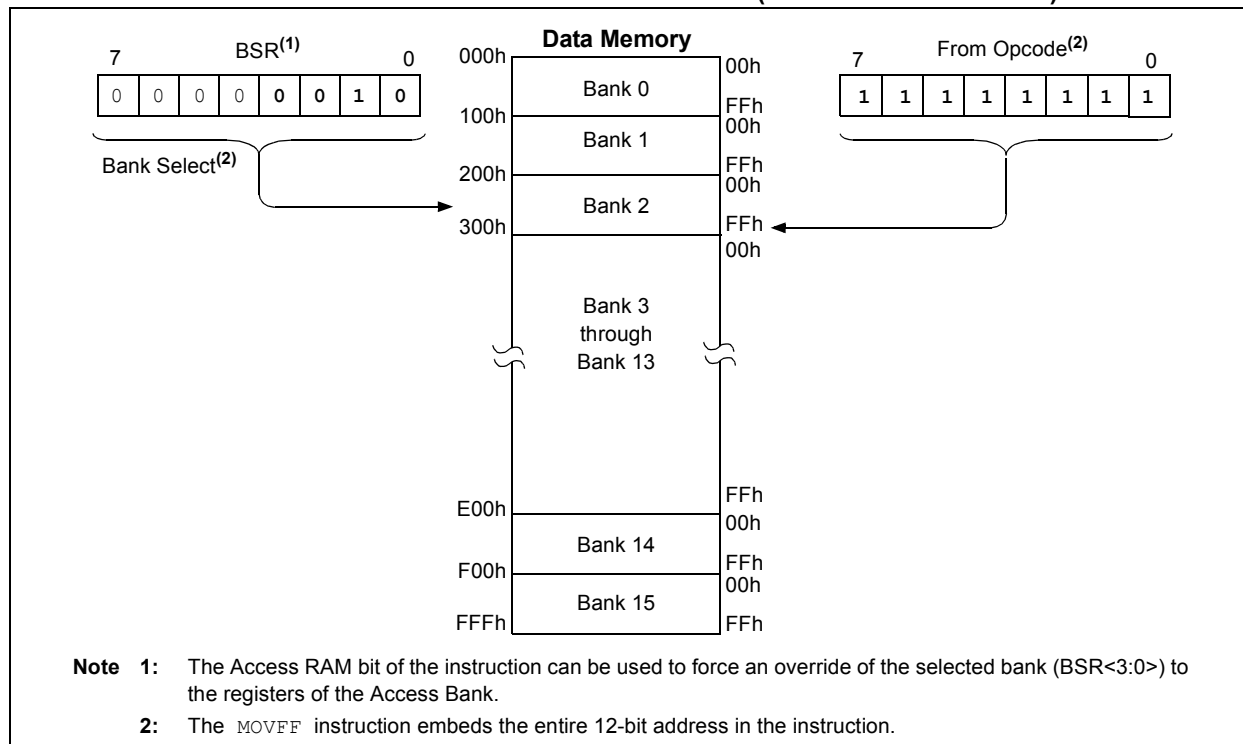 7 BSR(1) 0
0 0 0 0 0 0 1 0
Bank Select(2)
Data Memory
000h
Bank 0
00h
FFh
100h
Bank 1
00h
FFh
200h
Bank 2
00h
FFh
300h
00h
Bank 3
through
Bank 13
FFh
E00h
Bank 14
00h
FFh
F00h
Bank 15
00h
FFFh
FFh
From Opcode(2)
7 0
1 1 1 1 1 1 1 1
Note 1: The Access RAM bit of the instruction can be used to force an override of the selected bank (BSR<3:0>) to
the registers of the Access Bank.
2: The MOVFF instruction embeds the entire 12-bit address in the instruction.